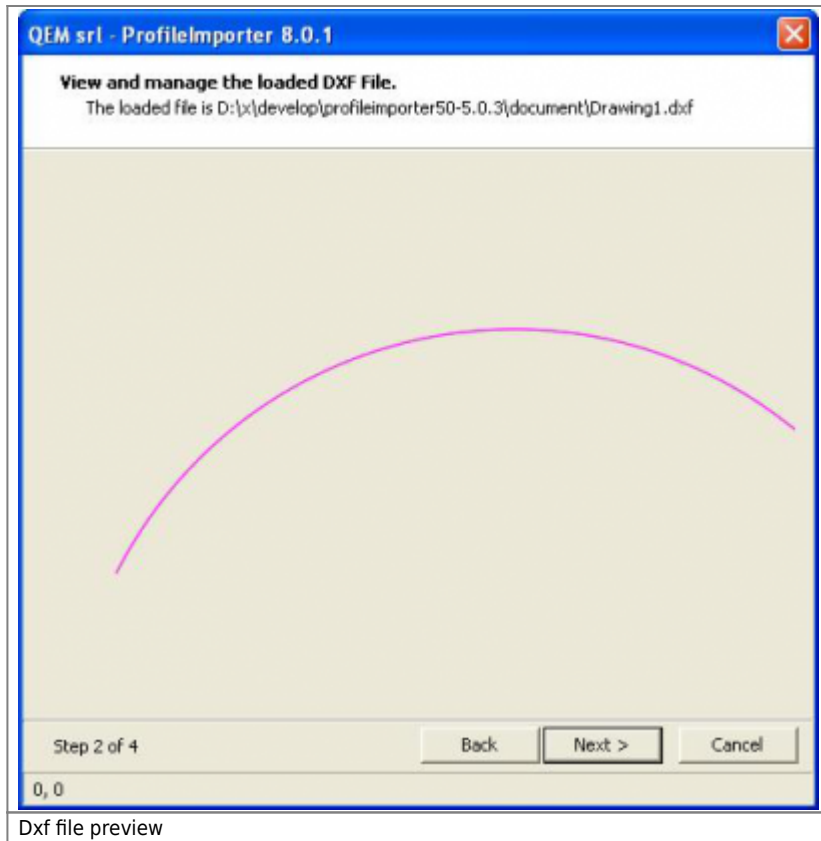 QEM srl - ProfileImporter 8.0.1
View and manage the loaded DXF File.
The loaded file is D:\x\develop\profileimporter50-5.0.3\document\Drawing1.dxf
Step 2 of 4
Back
Next >
Cancel
0, 0
Dxf file preview